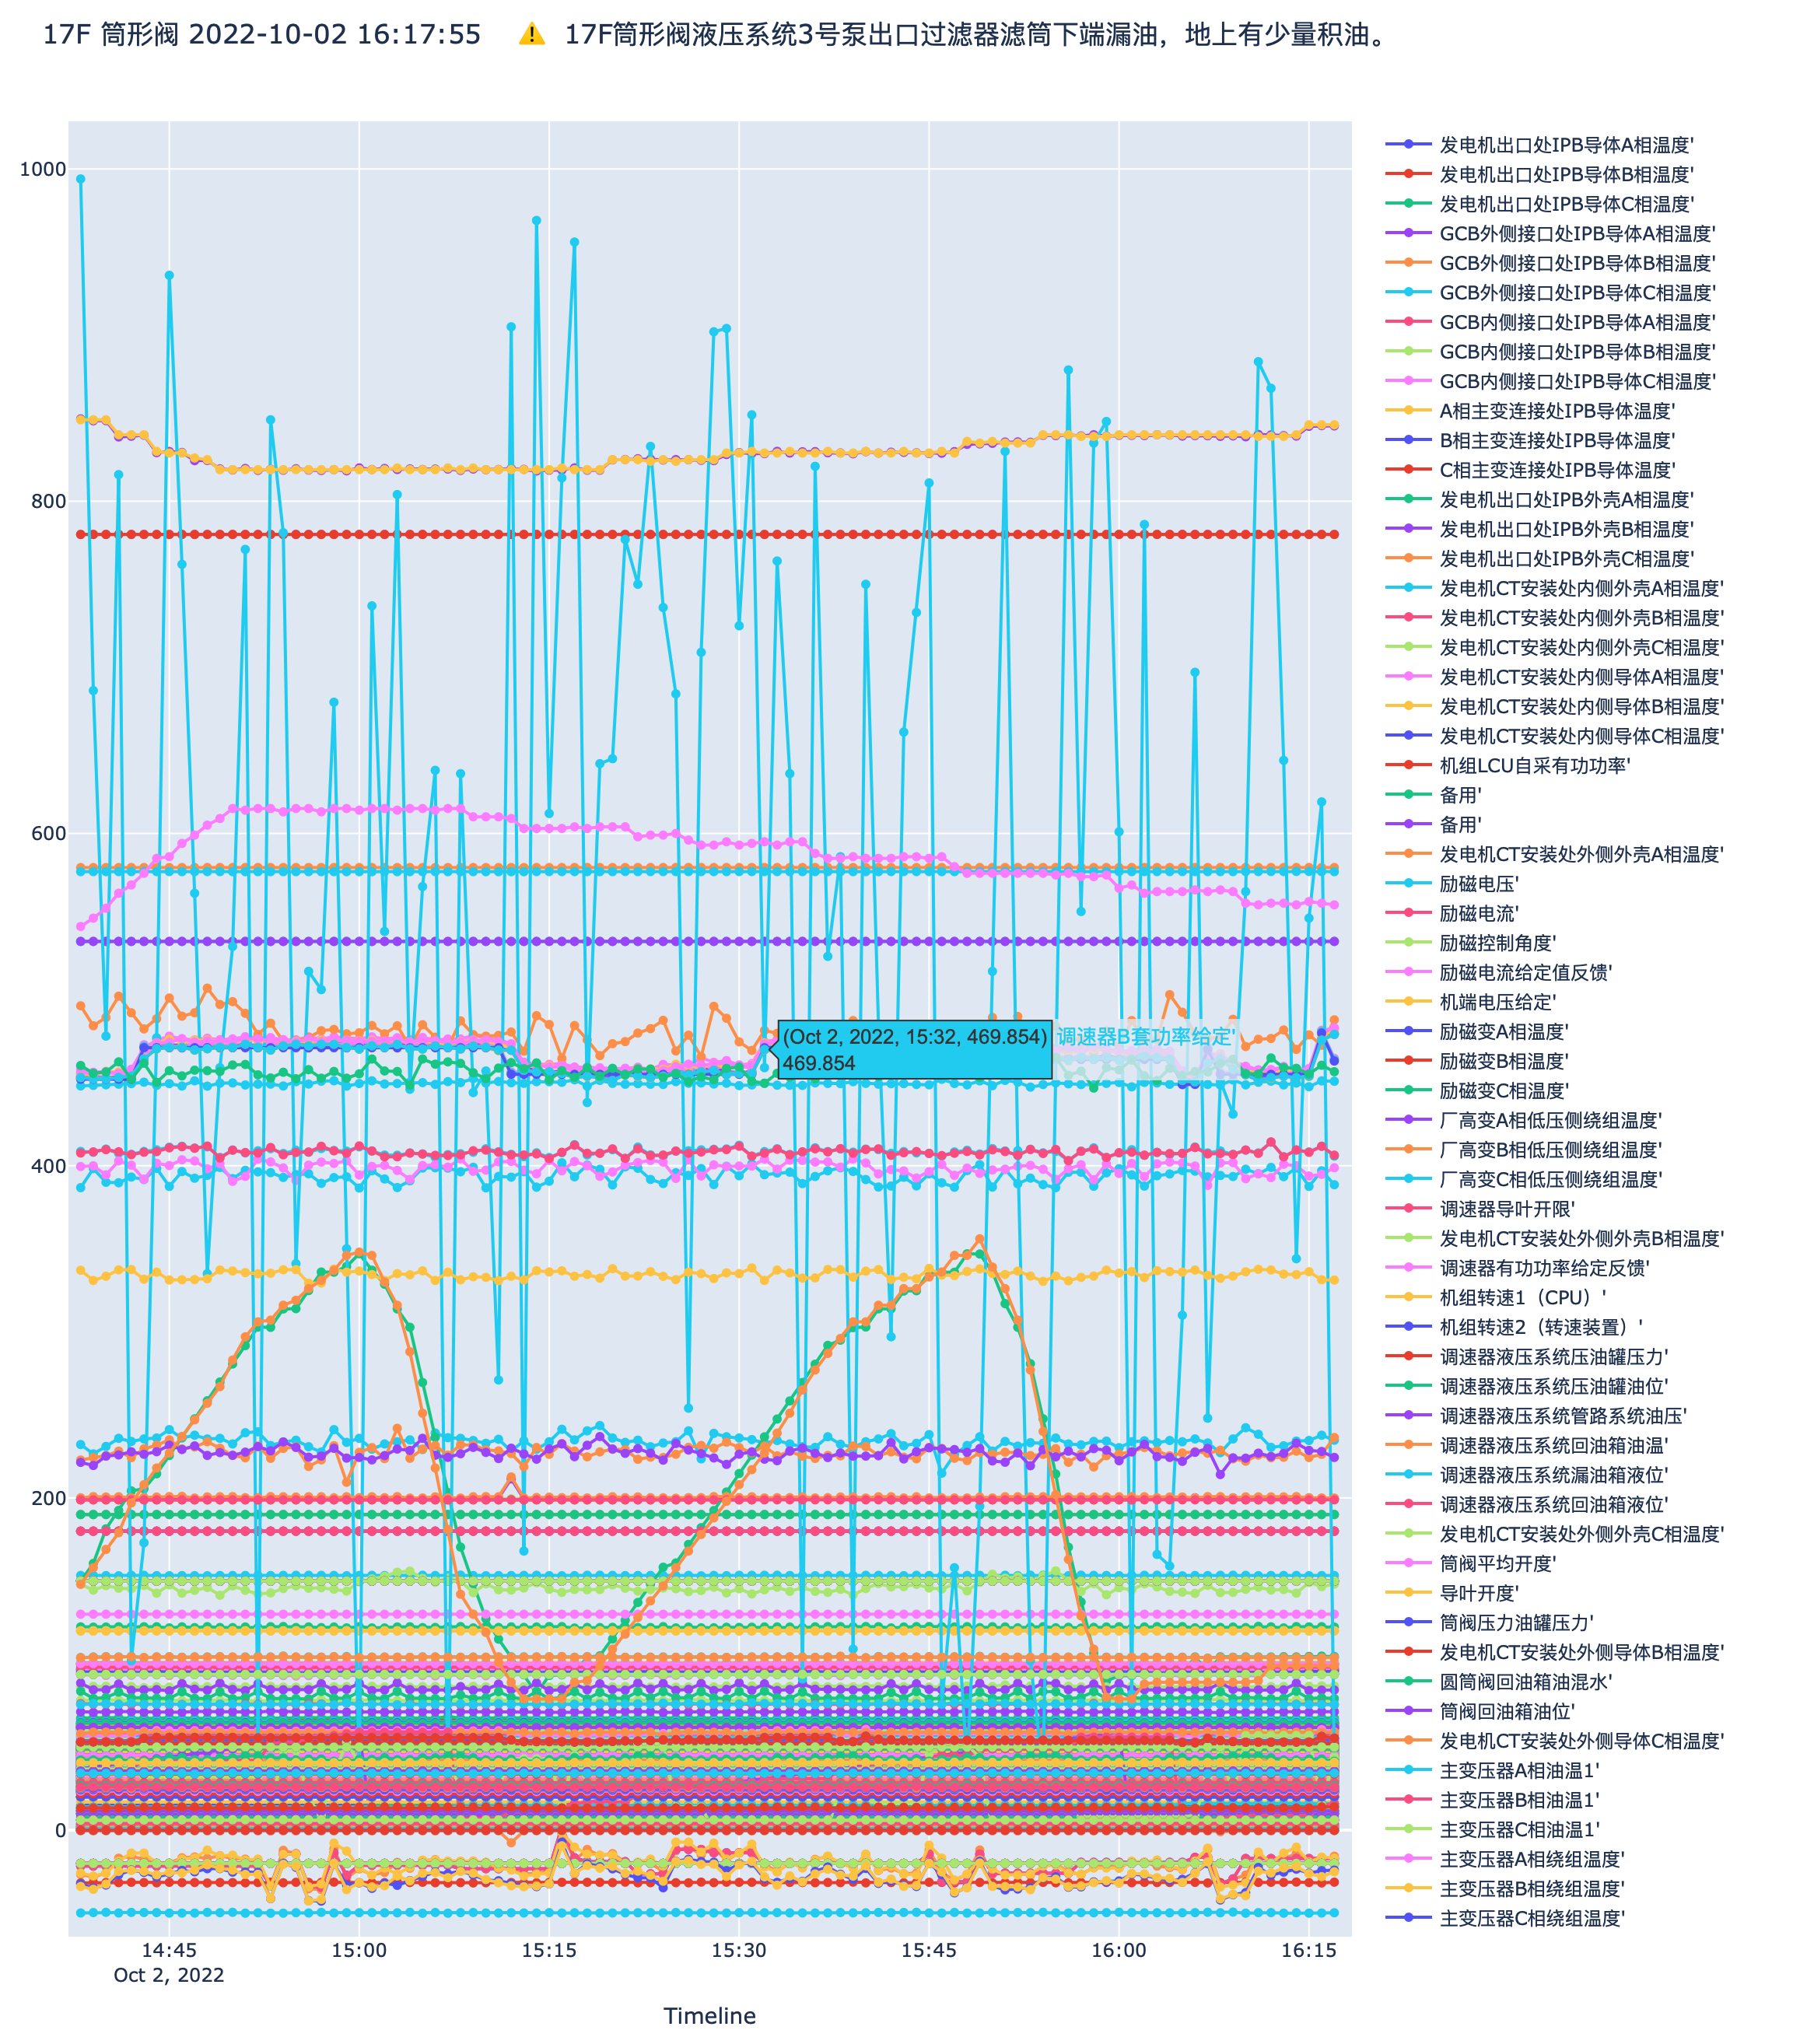 17F 筒形阀 2022-10-02 16:17:55 ⚠ 17F筒形阀液压系统3号泵出口过滤器滤筒下端漏油，地上有少量积油。
1000
800
600
400
200
0
(Oct 2, 2022, 15:32, 469.854) 调速器B套功率给定'
469.854
14:45 15:00 15:15 15:30 15:45 16:00 16:15
Oct 2, 2022
Timeline
发电机出口处IPB导体A相温度'
发电机出口处IPB导体B相温度'
发电机出口处IPB导体C相温度'
GCB外侧接口处IPB导体A相温度'
GCB外侧接口处IPB导体B相温度'
GCB外侧接口处IPB导体C相温度'
GCB内侧接口处IPB导体A相温度'
GCB内侧接口处IPB导体B相温度'
GCB内侧接口处IPB导体C相温度'
A相主变连接处IPB导体温度'
B相主变连接处IPB导体温度'
C相主变连接处IPB导体温度'
发电机出口处IPB外壳A相温度'
发电机出口处IPB外壳B相温度'
发电机出口处IPB外壳C相温度'
发电机CT安装处内侧外壳A相温度'
发电机CT安装处内侧外壳B相温度'
发电机CT安装处内侧外壳C相温度'
发电机CT安装处内侧导体A相温度'
发电机CT安装处内侧导体B相温度'
发电机CT安装处内侧导体C相温度'
机组LCU自采有功功率'
备用'
备用'
发电机CT安装处外侧外壳A相温度'
励磁电压'
励磁电流'
励磁控制角度'
励磁电流给定值反馈'
机端电压给定'
励磁变A相温度'
励磁变B相温度'
励磁变C相温度'
厂高变A相低压侧绕组温度'
厂高变B相低压侧绕组温度'
厂高变C相低压侧绕组温度'
调速器导叶开限'
发电机CT安装处外侧外壳B相温度'
调速器有功功率给定反馈'
机组转速1（CPU）'
机组转速2（转速装置）'
调速器液压系统压油罐压力'
调速器液压系统压油罐油位'
调速器液压系统管路系统油压'
调速器液压系统回油箱油温'
调速器液压系统漏油箱液位'
调速器液压系统回油箱液位'
发电机CT安装处外侧外壳C相温度'
筒阀平均开度'
导叶开度'
筒阀压力油罐压力'
发电机CT安装处外侧导体B相温度'
圆筒阀回油箱油混水'
筒阀回油箱油位'
发电机CT安装处外侧导体C相温度'
主变压器A相油温1'
主变压器B相油温1'
主变压器C相油温1'
主变压器A相绕组温度'
主变压器B相绕组温度'
主变压器C相绕组温度'